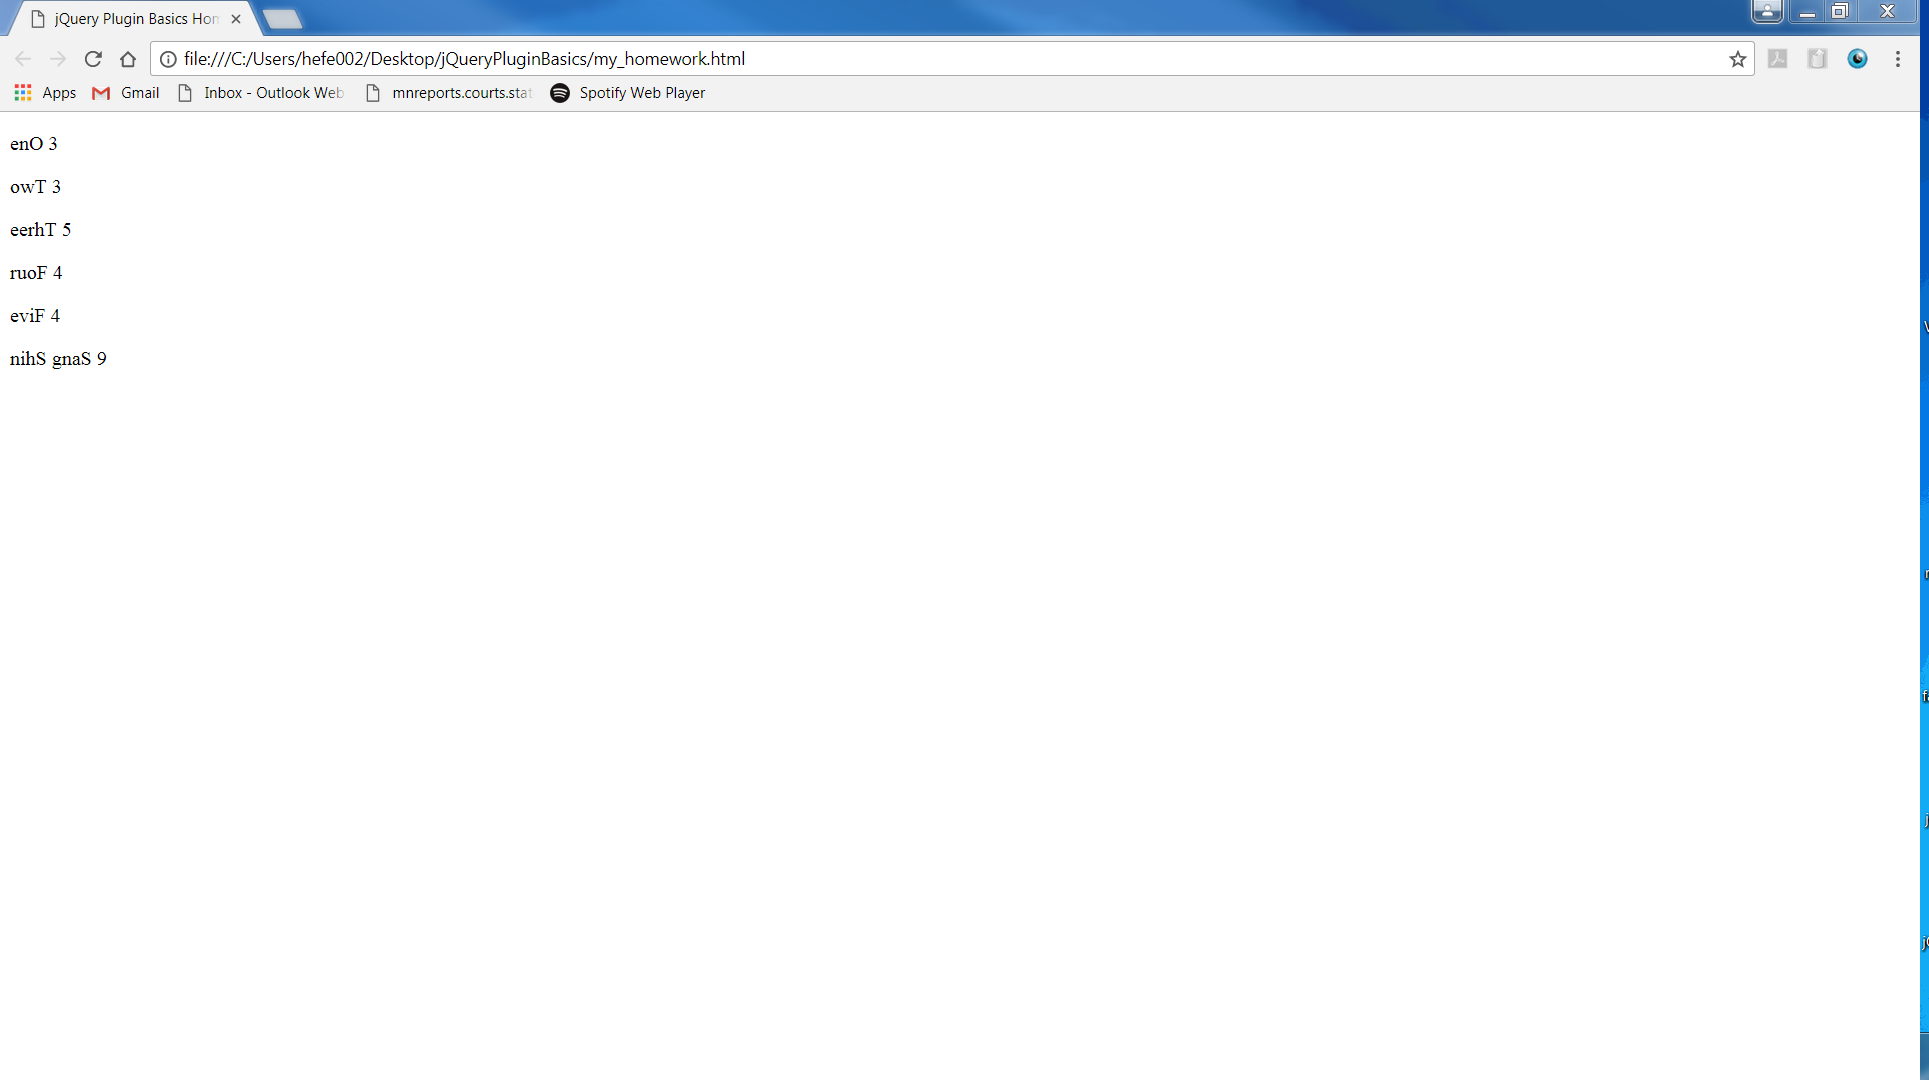 jQuery Plugin Basics Hom
file:///C:/Users/hefe002/Desktop/jQueryPluginBasics/my_homework.html
Apps Gmail Inbox - Outlook Web mnreports.courts.stat Spotify Web Player
enO 3
owT 3
eerhT 5
ruoF 4
eviF 4
nihS gnaS 9